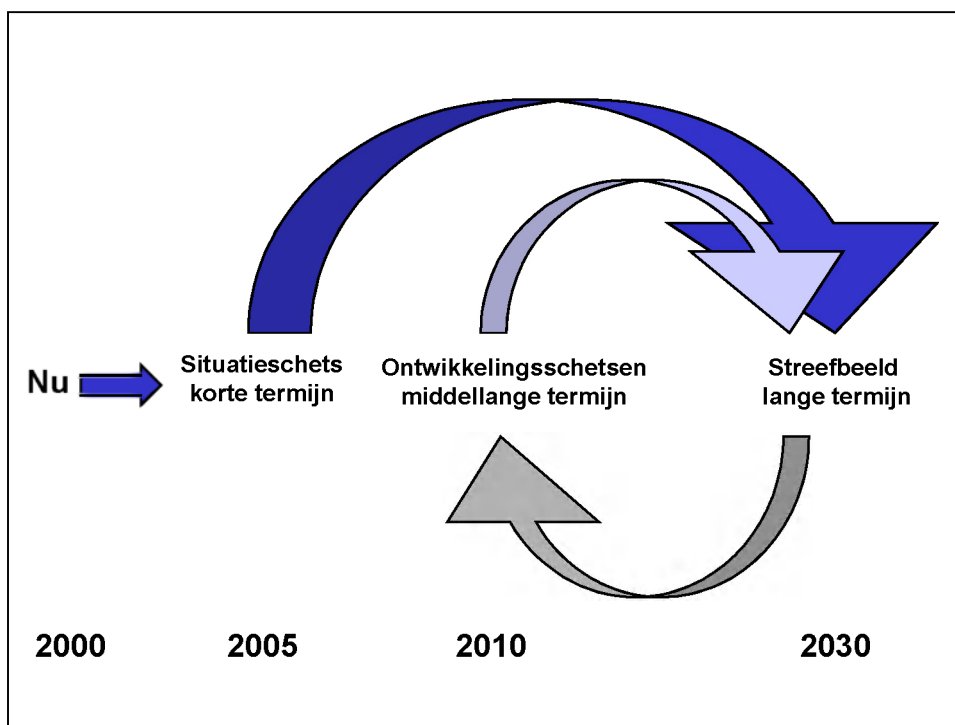 Nu
Situatieschets
korte termijn
Ontwikkelingsschetsen
middellange termijn
Streefbeeld
lange termijn
2000
2005
2010
2030